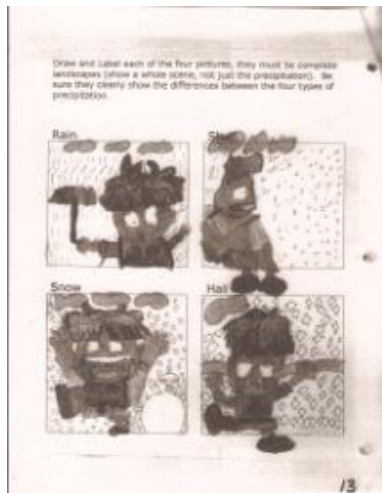 Draw and Label each of the four pictures, they must be complete
landscapes (show a whole scene, not just the precipitation). Be
sure they clearly show the differences between the four types of
precipitation.
Rain
Snow
Hail
13